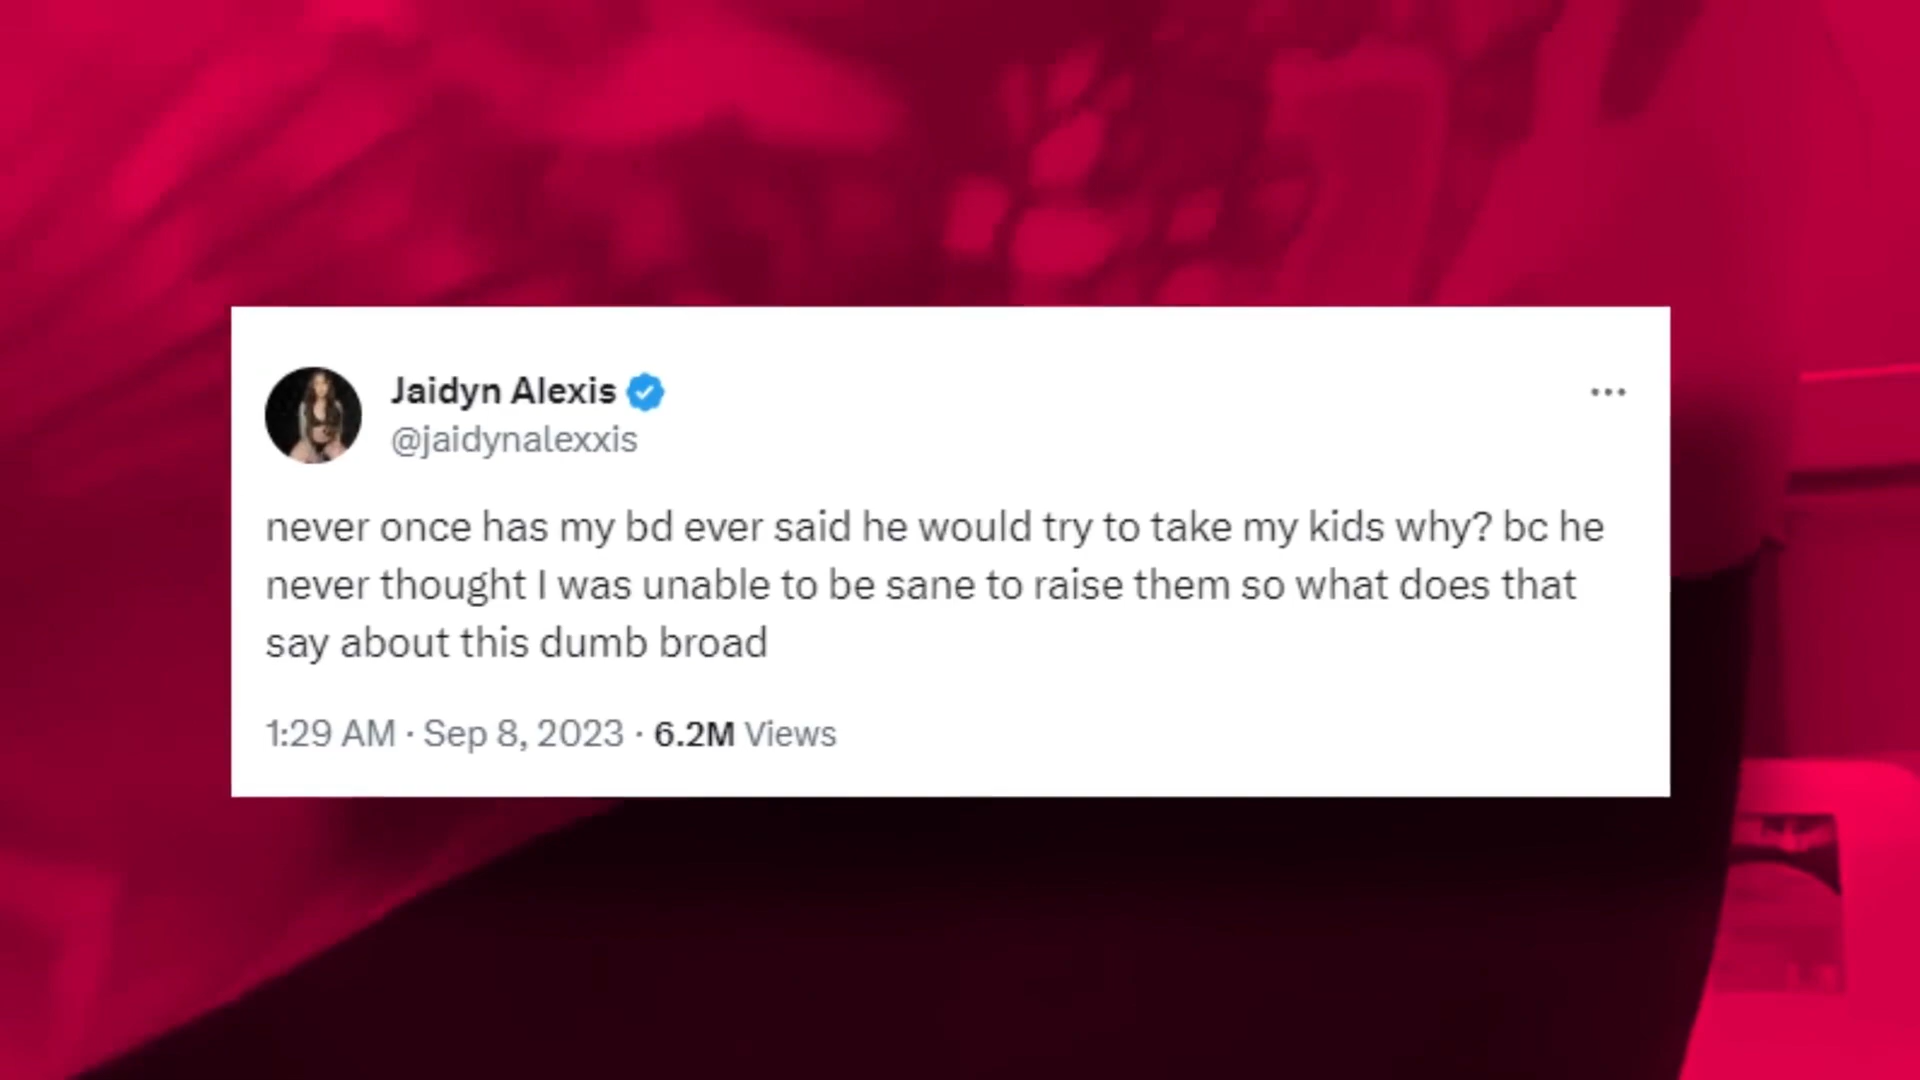 Jaidyn Alexis
@jaidynalexxis
never once has my bd ever said he would try to take my kids why? bc he
never thought I was unable to be sane to raise them so what does that
say about this dumb broad
1:29 AM · Sep 8, 2023 · 6.2M Views